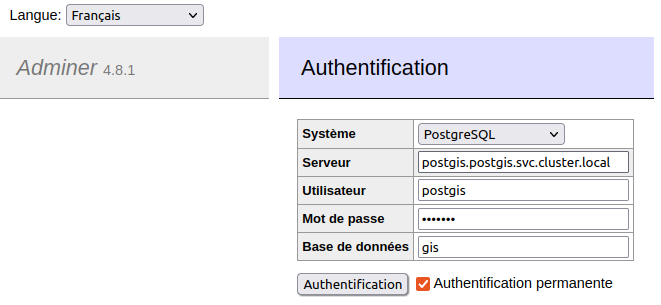 Langue: Français
Adminer 4.8.1
Authentification
Système PostgreSQL
Serveur postgis.postgis.svc.cluster.local
Utilisateur postgis
Mot de passe •••••••
Base de données gis
Authentification Authentification permanente